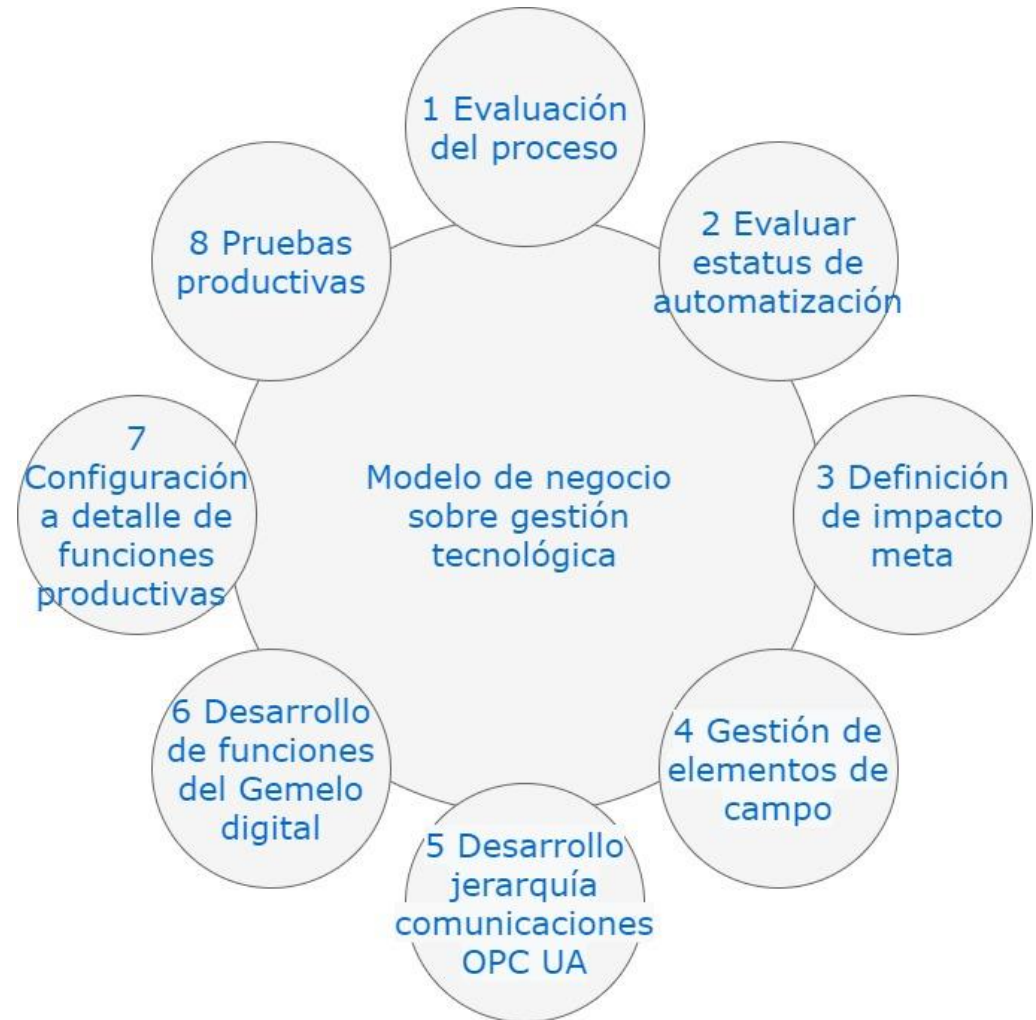 1 Evaluación
del proceso
2 Evaluar
estatus de
automatización
3 Definición
de impacto
meta
4 Gestión de
elementos de
campo
5 Desarrollo
jerarquía
comunicaciones
OPC UA
6 Desarrollo
de funciones
del Gemelo
digital
7
Configuración
a detalle de
funciones
productivas
8 Pruebas
productivas
Modelo de negocio
sobre gestión
tecnológica